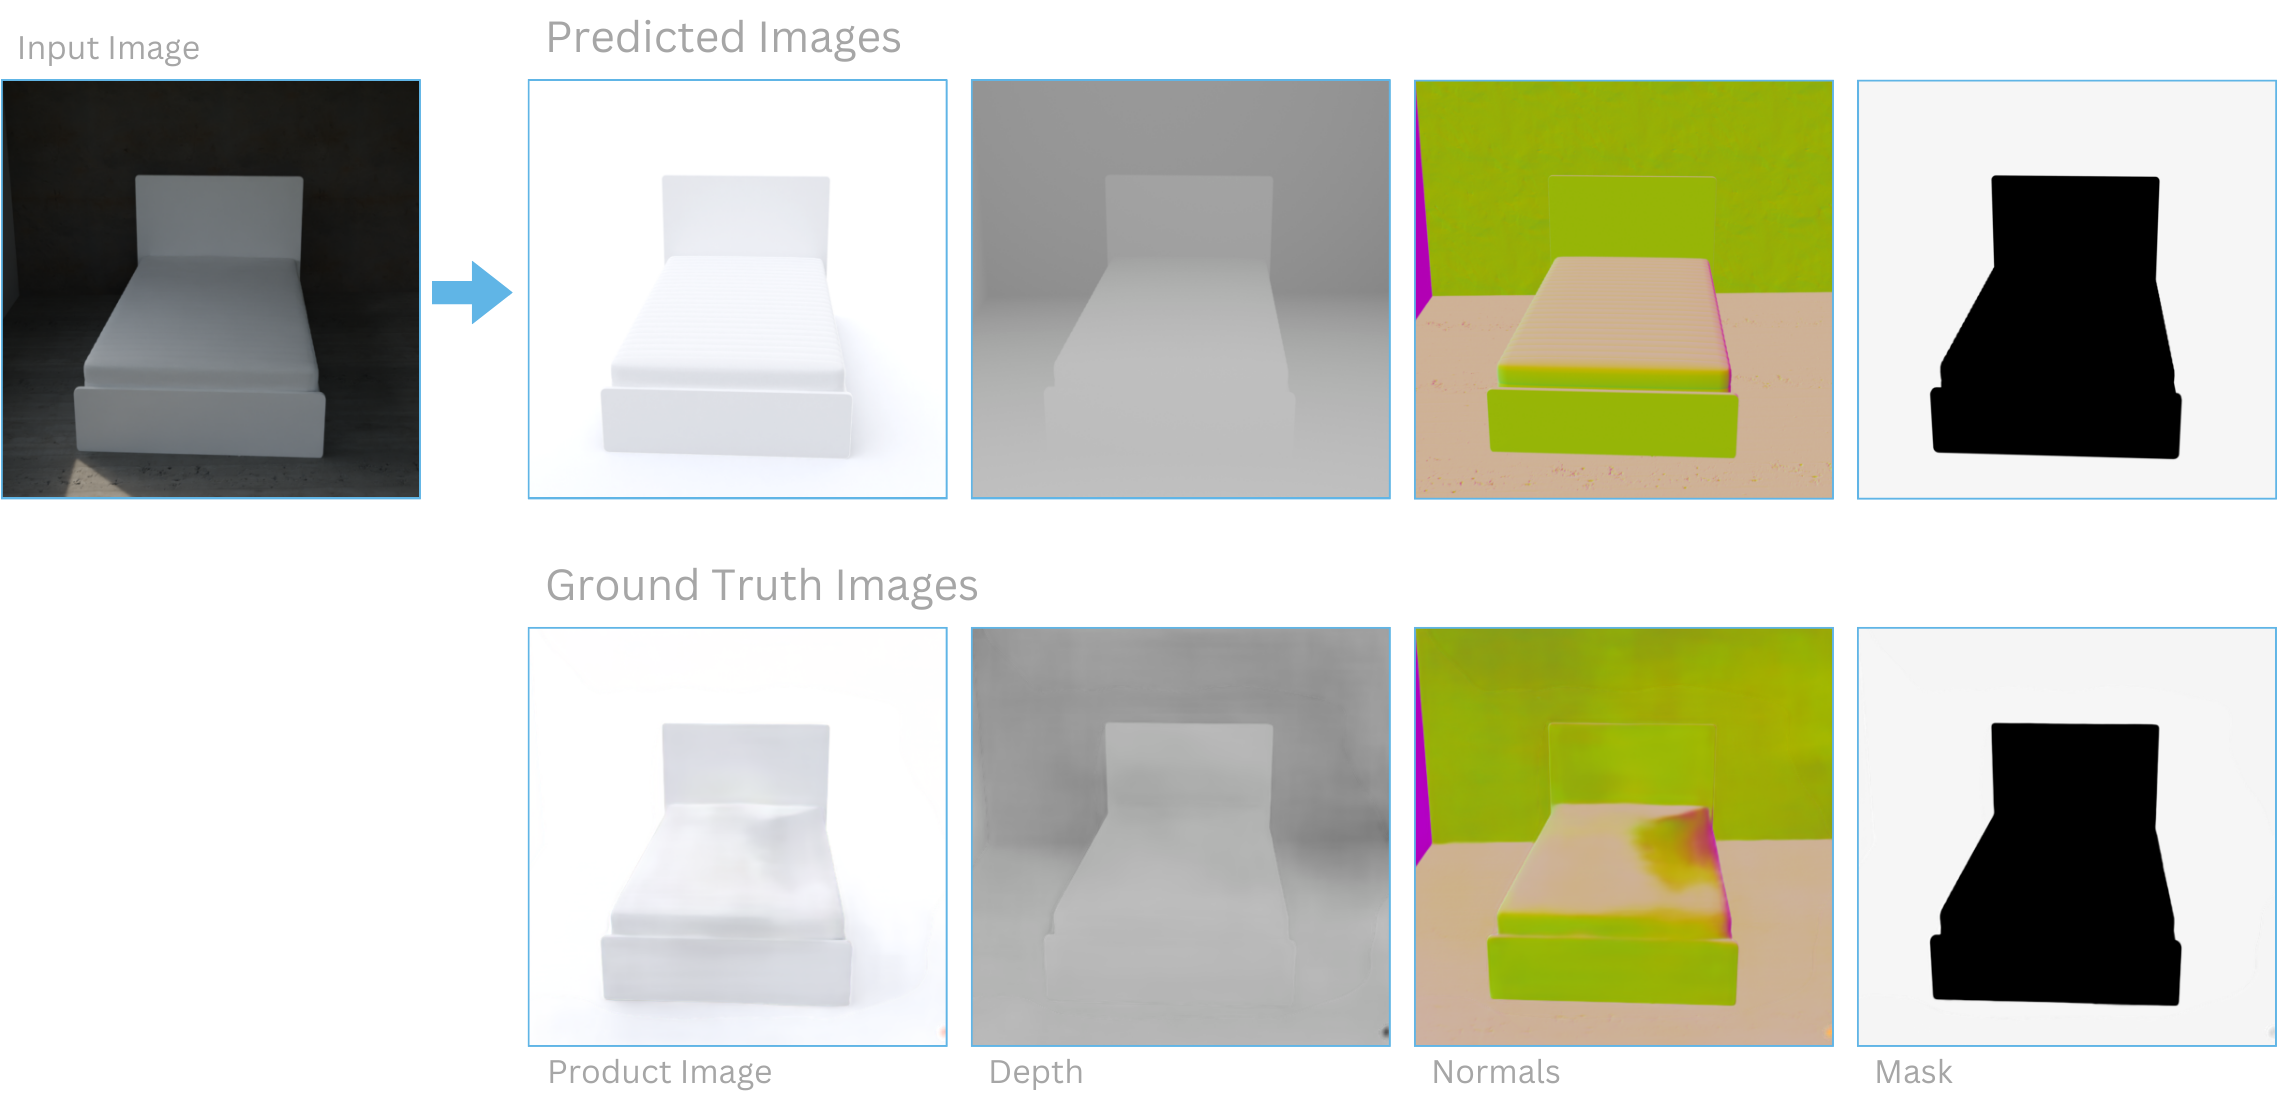 Input Image
Predicted Images
Ground Truth Images
Product Image
Depth
Normals
Mask